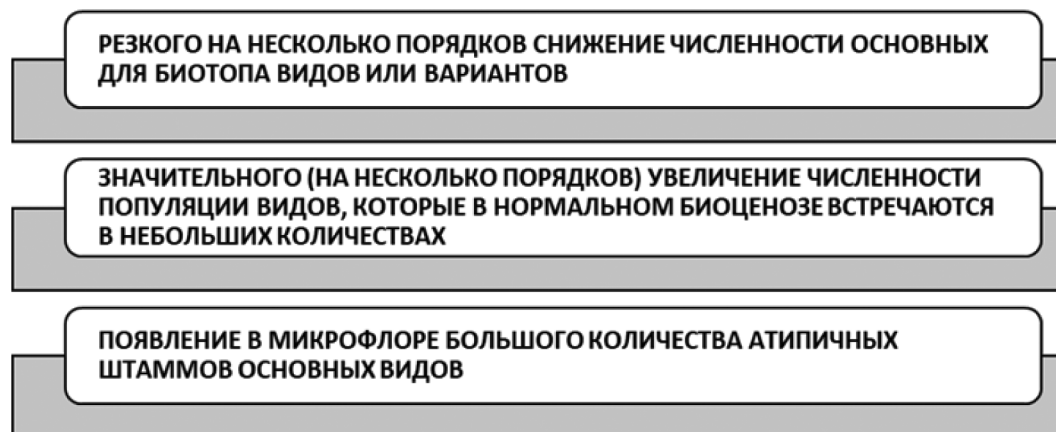 РЕЗКОГО НА НЕСКОЛЬКО ПОРЯДКОВ СНИЖЕНИЕ ЧИСЛЕННОСТИ ОСНОВНЫХ
ДЛЯ БИОТОПА ВИДОВ ИЛИ ВАРИАНТОВ
ЗНАЧИТЕЛЬНОГО (НА НЕСКОЛЬКО ПОРЯДКОВ) УВЕЛИЧЕНИЕ ЧИСЛЕННОСТИ
ПОПУЛЯЦИИ ВИДОВ, КОТОРЫЕ В НОРМАЛЬНОМ БИОЦЕНОЗЕ ВСТРЕЧАЮТСЯ
В НЕБОЛЬШИХ КОЛИЧЕСТВАХ
ПОЯВЛЕНИЕ В МИКРОФЛОРЕ БОЛЬШОГО КОЛИЧЕСТВА АТИПИЧНЫХ
ШТАММОВ ОСНОВНЫХ ВИДОВ